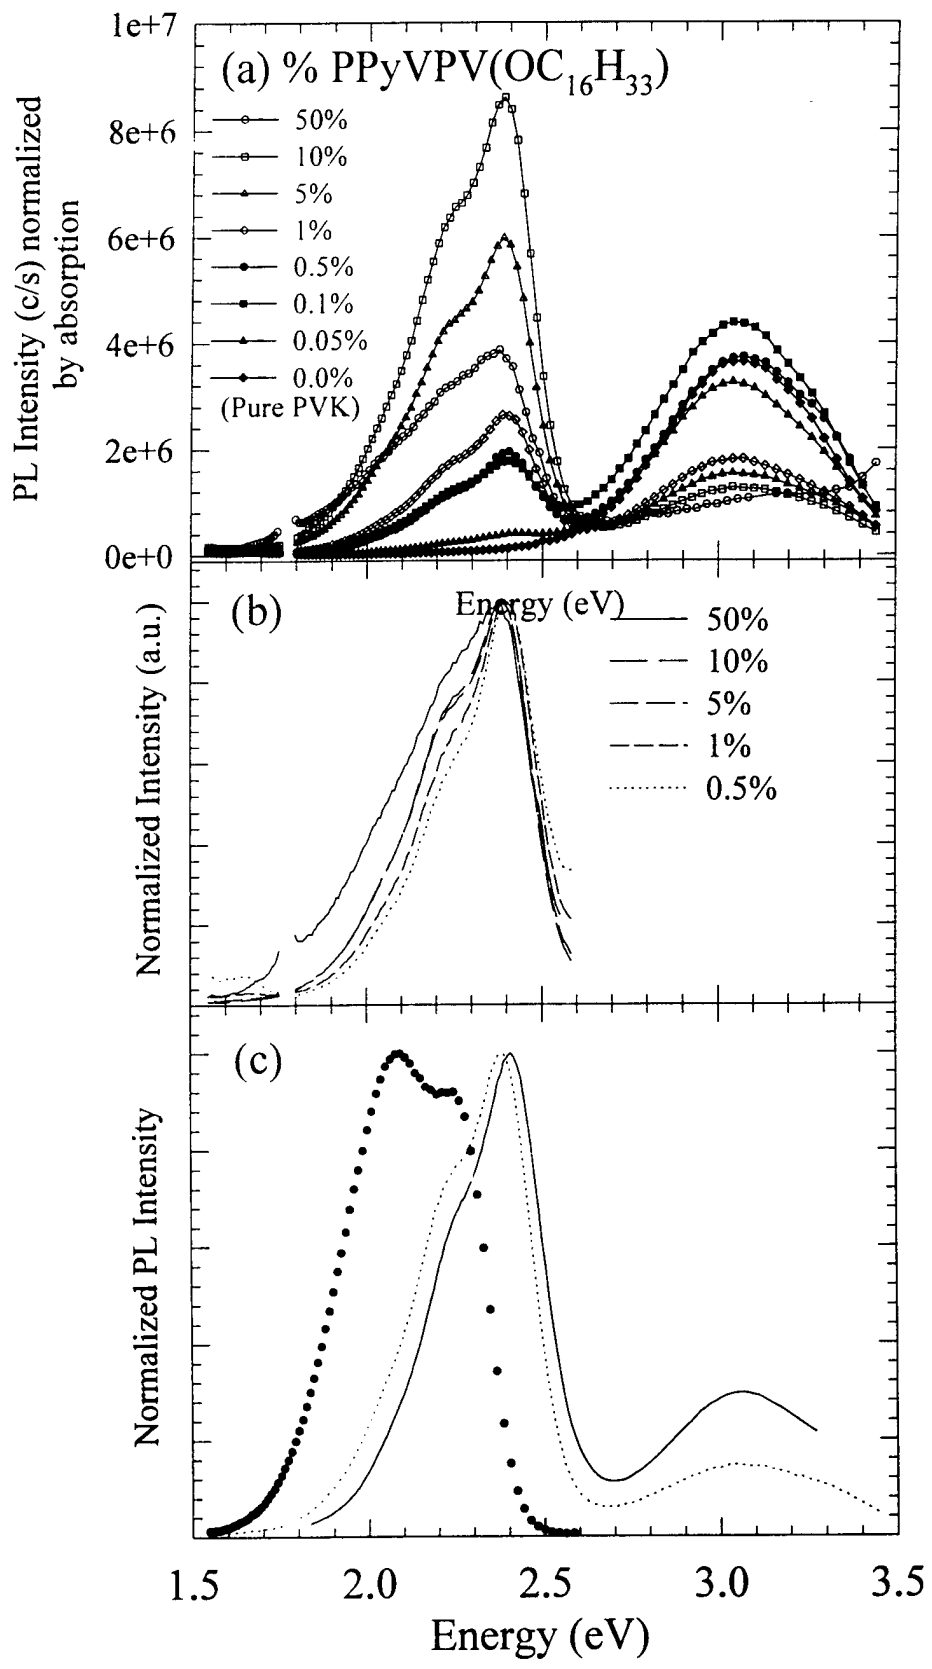 1e+7
8e+6
6e+6
4e+6
2e+6
0e+0
PL Intensity (c/s) normalized
by absorption
(a) % PPyVPV(OC16H33)
50%
10%
5%
1%
0.5%
0.1%
0.05%
0.0%
(Pure PVK)
Energy (eV)
(b)
Normalized Intensity (a.u.)
50%
10%
5%
1%
0.5%
(c)
Normalized PL Intensity
1.5 2.0 2.5 3.0 3.5
Energy (eV)